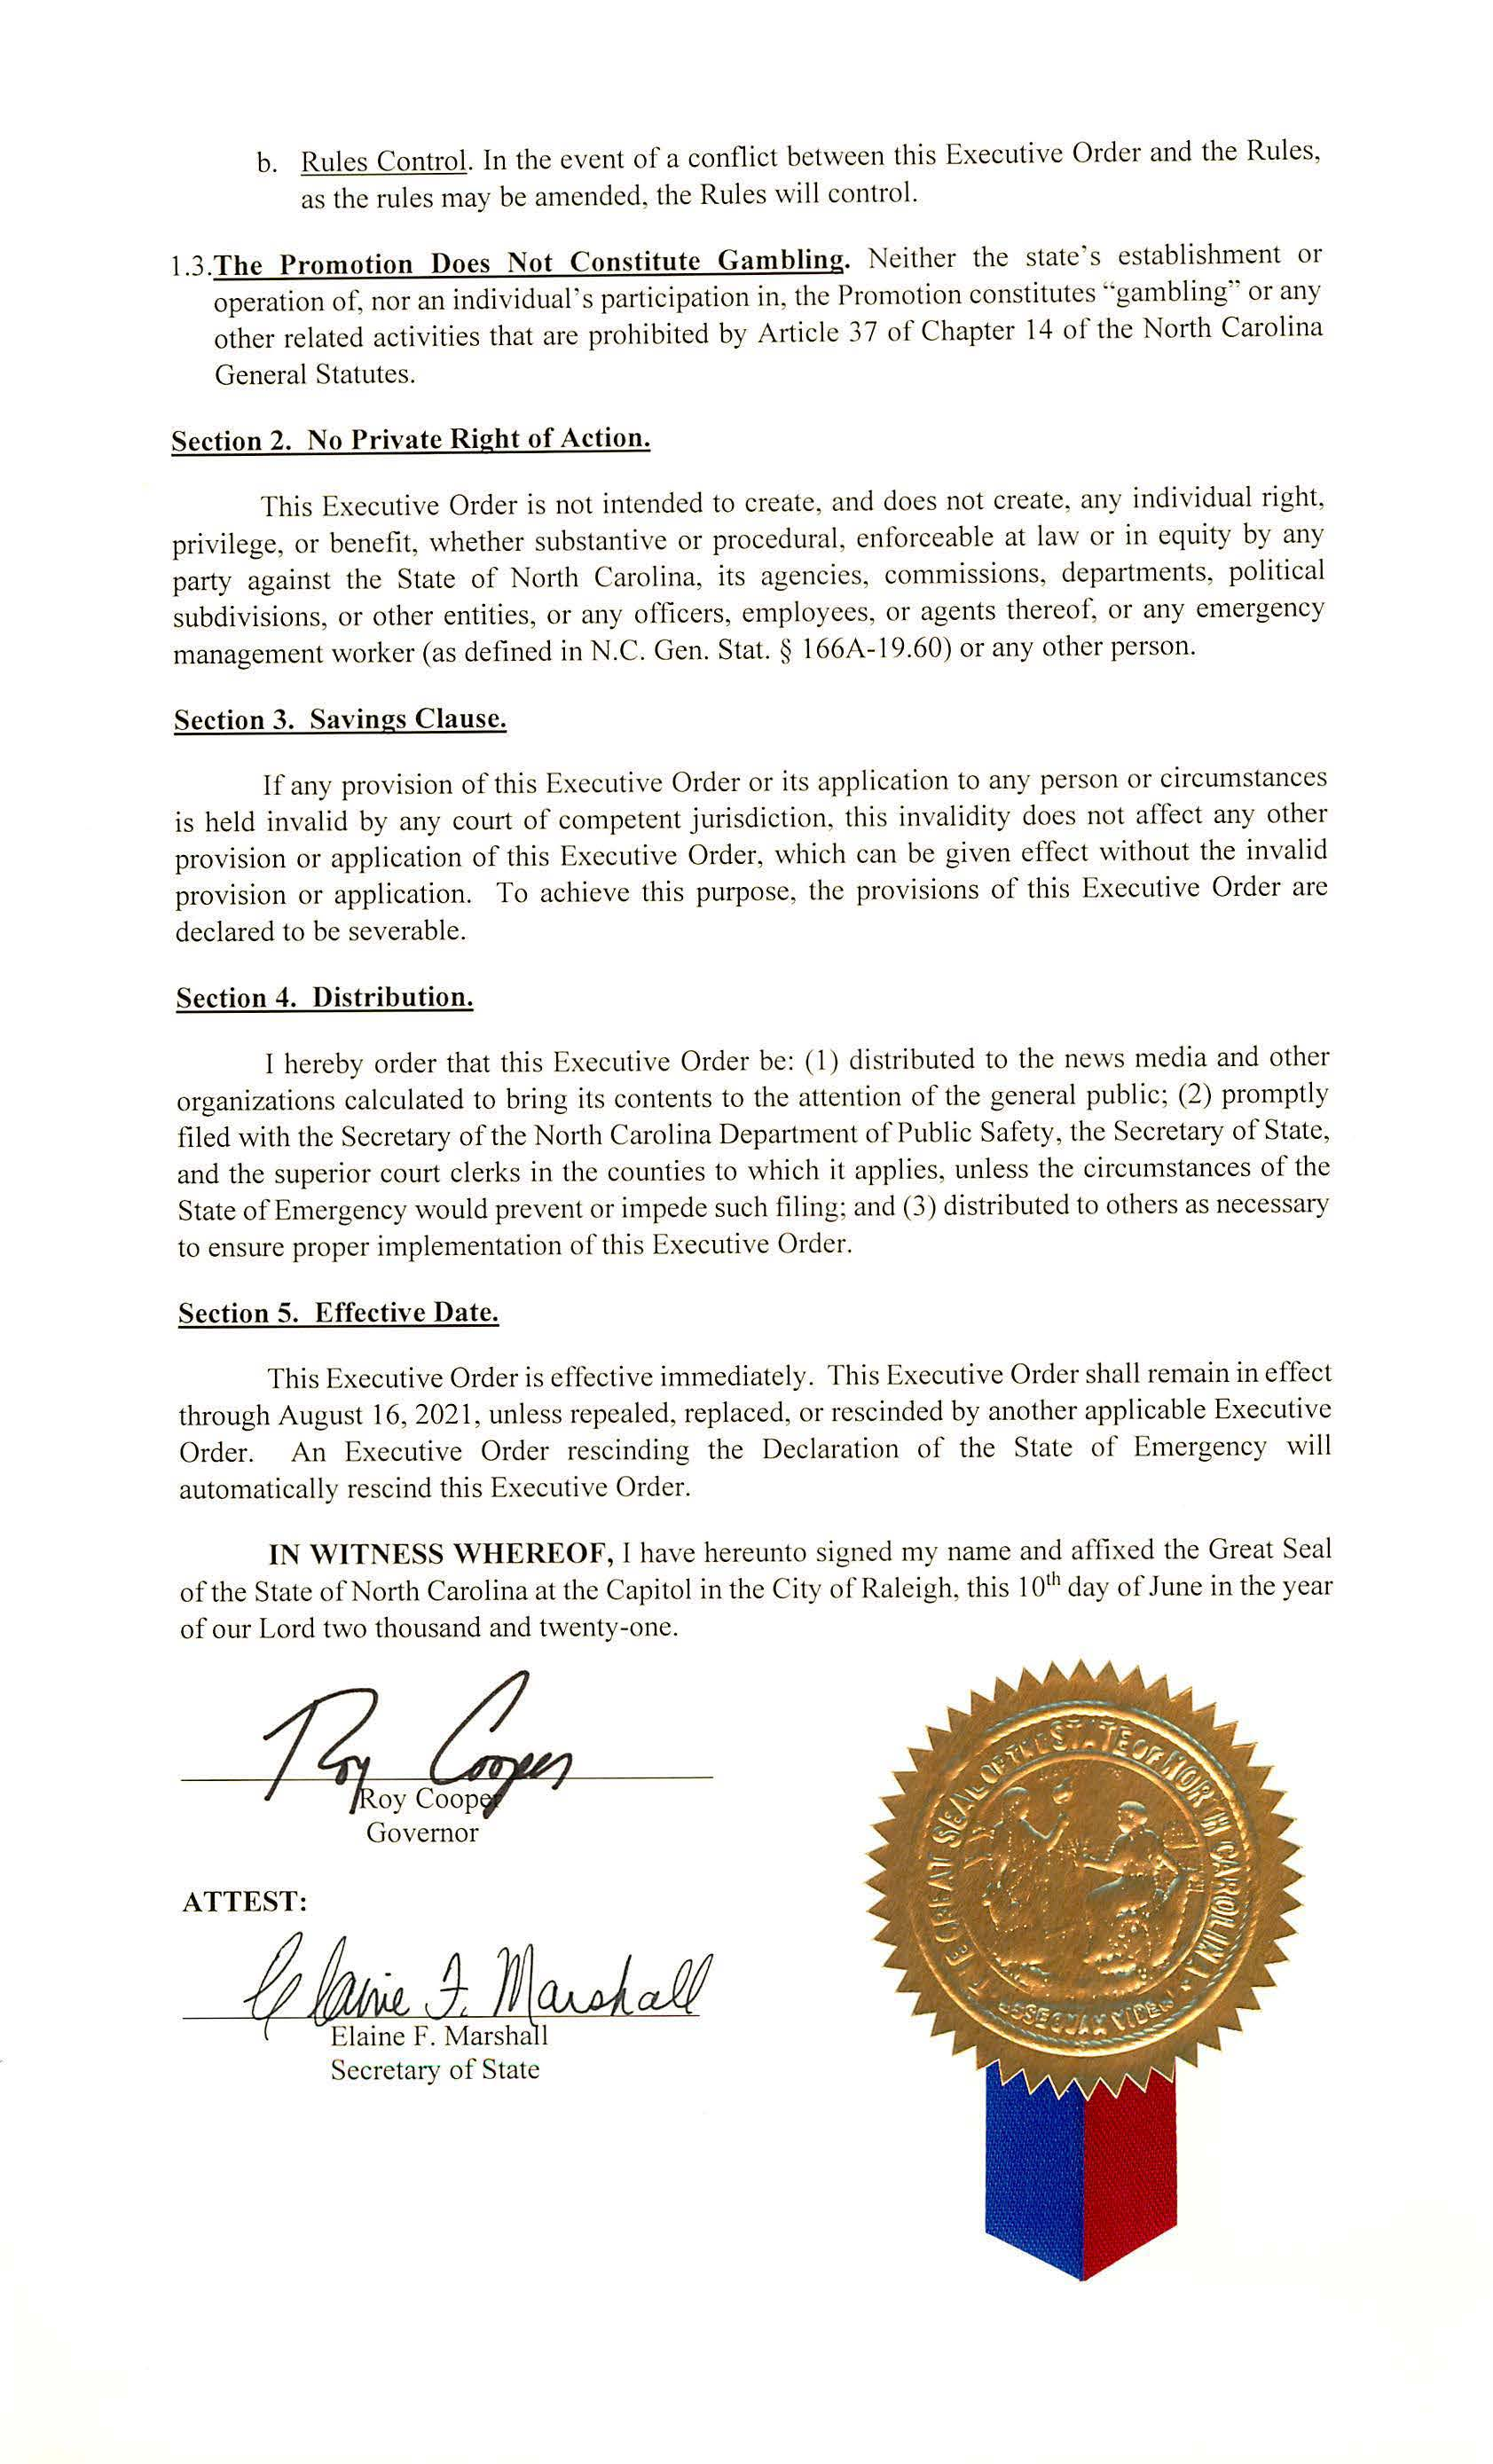 b. Rules Control. In the event of a conflict between this Executive Order and the Rules,
as the rules may be amended, the Rules will control.
1.3.The Promotion Does Not Constitute Gambling. Neither the state's establishment or
operation of, nor an individual's participation in, the Promotion constitutes “gambling” or any
other related activities that are prohibited by Article 37 of Chapter 14 of the North Carolina
General Statutes.
Section 2. No Private Right of Action.
This Executive Order is not intended to create, and does not create, any individual right,
privilege, or benefit, whether substantive or procedural, enforceable at law or in equity by any
party against the State of North Carolina, its agencies, commissions, departments, political
subdivisions, or other entities, or any officers, employees, or agents thereof, or any emergency
management worker (as defined in N.C. Gen. Stat. § 166A-19.60) or any other person.
Section 3. Savings Clause.
If any provision of this Executive Order or its application to any person or circumstances
is held invalid by any court of competent jurisdiction, this invalidity does not affect any other
provision or application of this Executive Order, which can be given effect without the invalid
provision or application. To achieve this purpose, the provisions of this Executive Order are
declared to be severable.
Section 4. Distribution.
I hereby order that this Executive Order be: (1) distributed to the news media and other
organizations calculated to bring its contents to the attention of the general public; (2) promptly
filed with the Secretary of the North Carolina Department of Public Safety, the Secretary of State,
and the superior court clerks in the counties to which it applies, unless the circumstances of the
State of Emergency would prevent or impede such filing; and (3) distributed to others as necessary
to ensure proper implementation of this Executive Order.
Section 5. Effective Date.
This Executive Order is effective immediately. This Executive Order shall remain in effect
through August 16, 2021, unless repealed, replaced, or rescinded by another applicable Executive
Order. An Executive Order rescinding the Declaration of the State of Emergency will
automatically rescind this Executive Order.
IN WITNESS WHEREOF, I have hereunto signed my name and affixed the Great Seal
of the State of North Carolina at the Capitol in the City of Raleigh, this 10th day of June in the year
of our Lord two thousand and twenty-one.
Roy Cooper
Roy Cooper
Governor
ATTEST:
Elaine F. Marshall
Elaine F. Marshall
Secretary of State
THE GREAT SEAL OF THE STATE OF NORTH CAROLINA
ESSE QUAM VIDERI